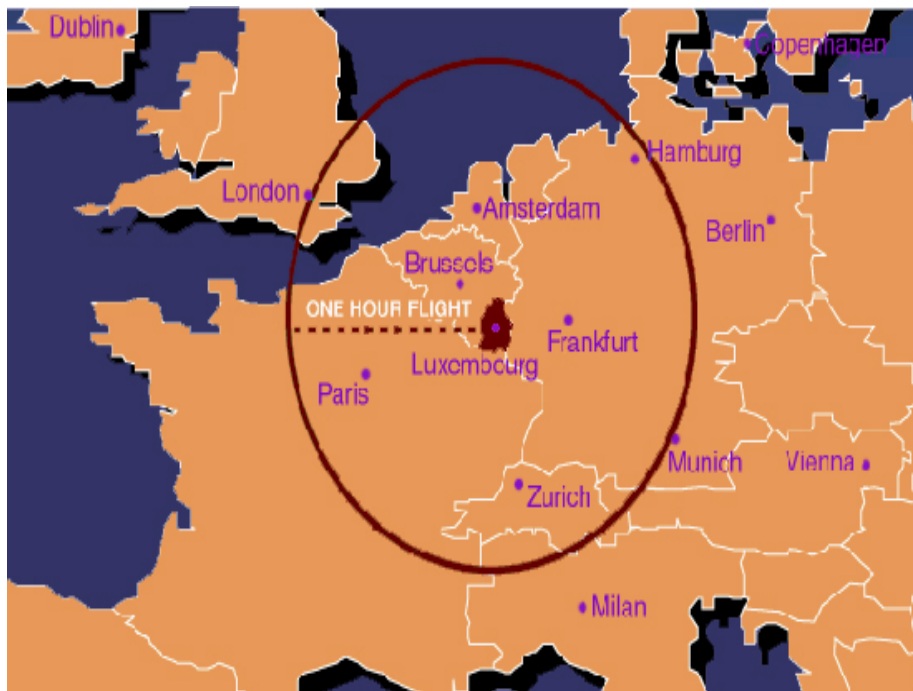 Dublin
Copenhagen
Hamburg
London
Amsterdam
Berlin
Brussels
ONE HOUR FLIGHT
Frankfurt
Luxembourg
Paris
Munich
Vienna
Zurich
Milan